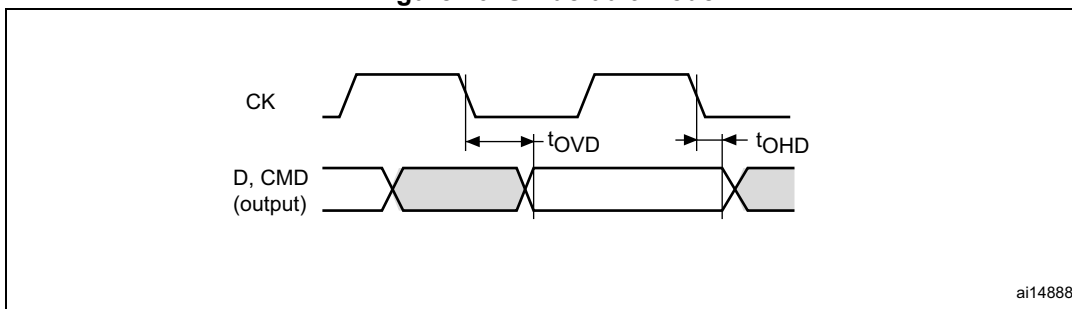 CK
tOVD
tOHD
D, CMD
(output)
ai14888